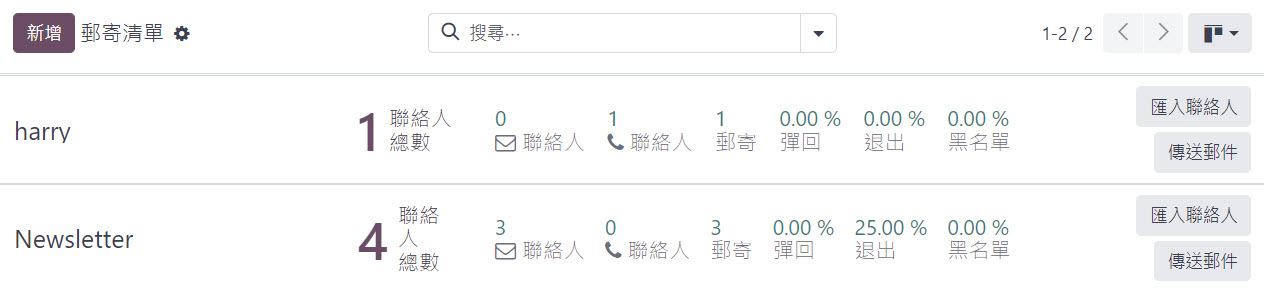 新增 郵寄清單 搜尋... 1-2 / 2
harry
1 聯絡人
總數
0
聯絡人
1
聯絡人
1
郵寄
0.00 %
彈回
0.00 %
退出
0.00 %
黑名單
匯入聯絡人
傳送郵件
Newsletter
4 聯絡
人
總數
3
聯絡人
0
聯絡人
3
郵寄
0.00 %
彈回
25.00 %
退出
0.00 %
黑名單
匯入聯絡人
傳送郵件